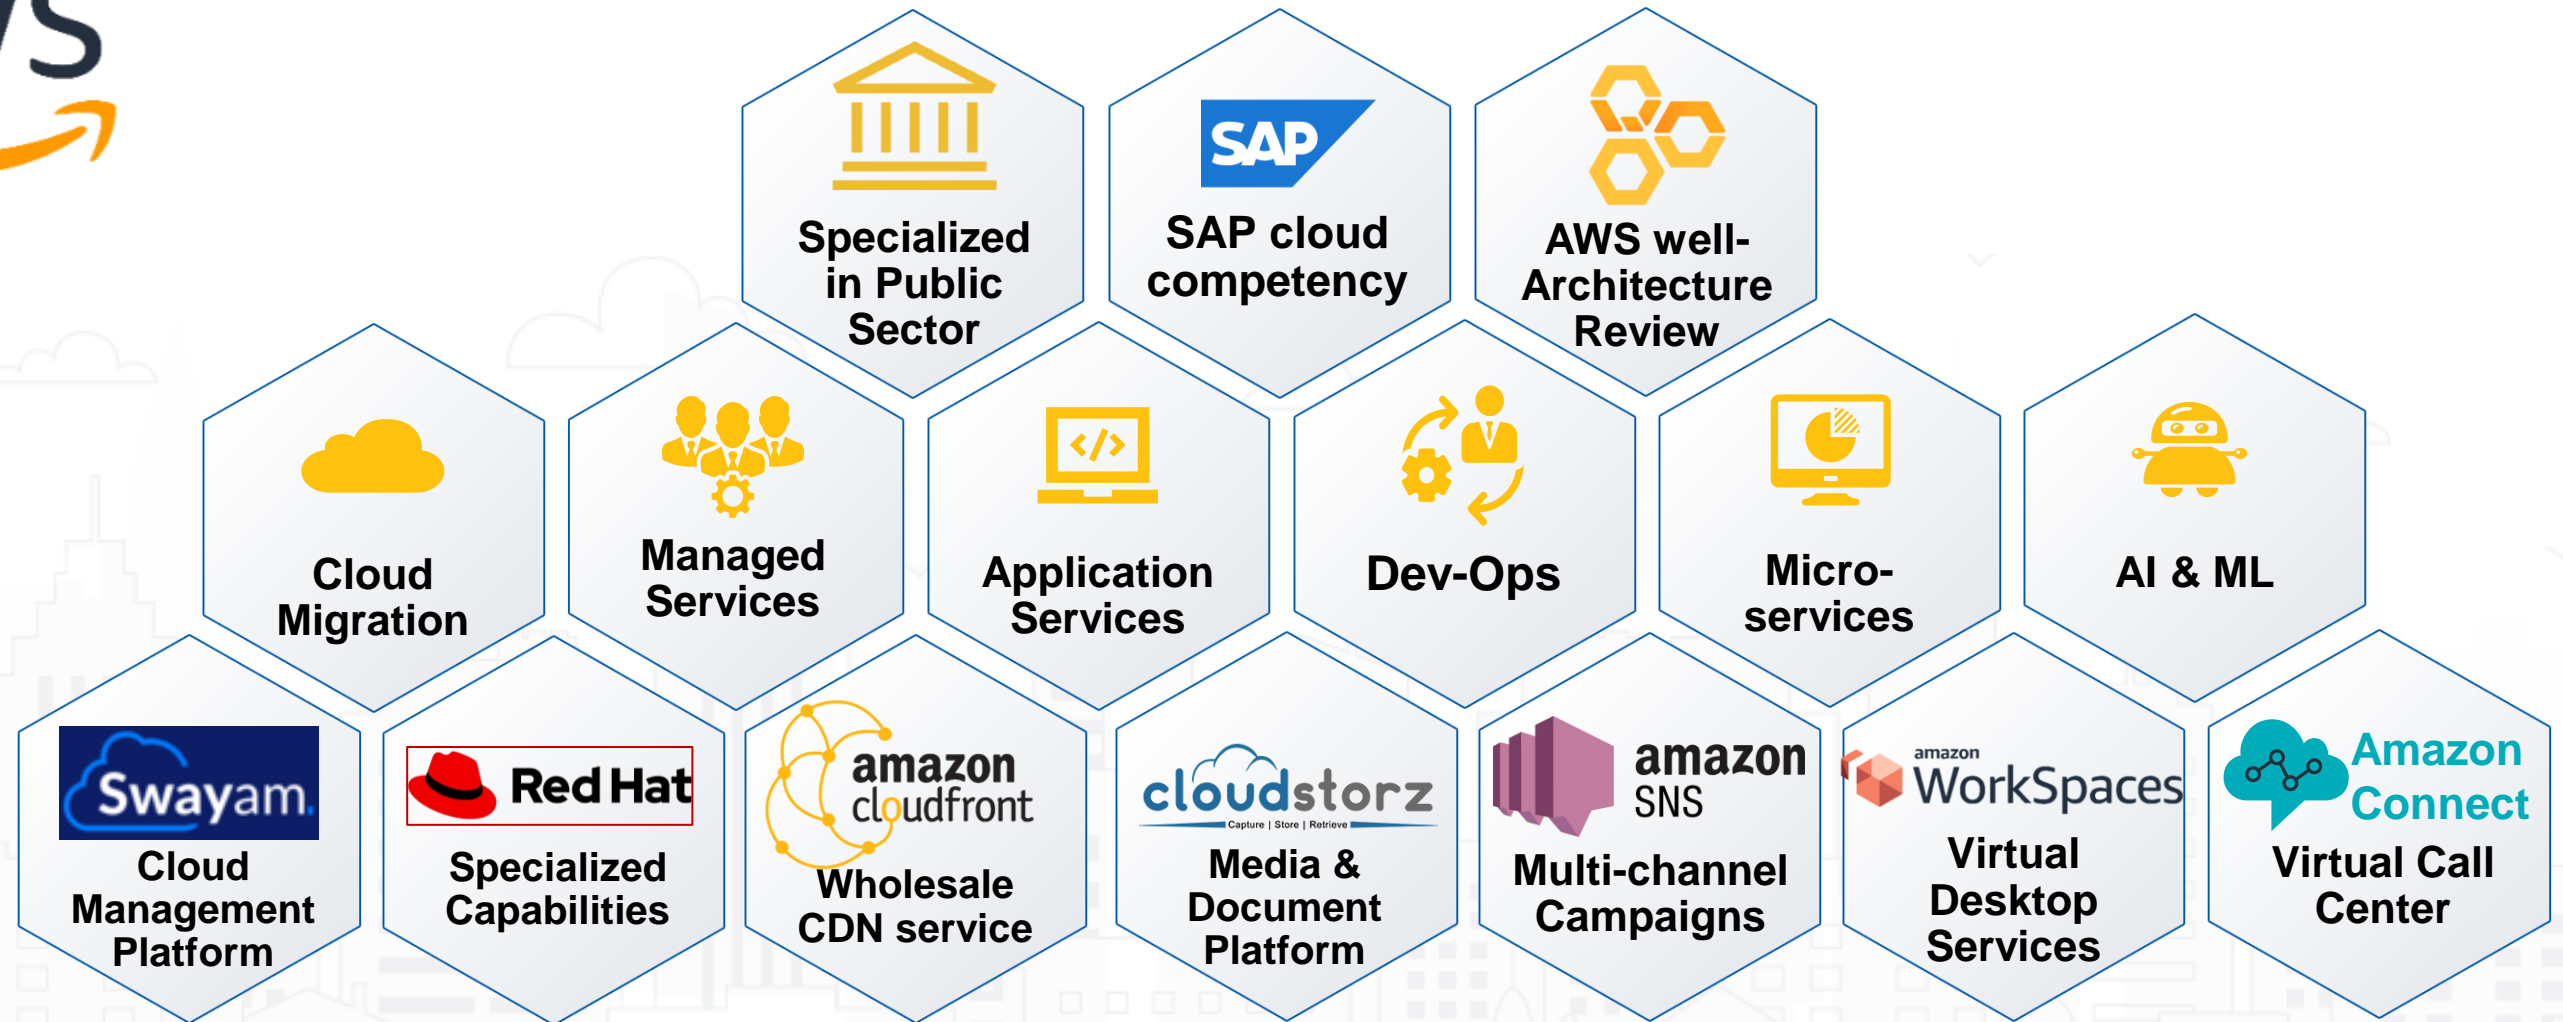 Specialized
in Public
Sector
SAP
SAP cloud
competency
AWS well-
Architecture
Review
Cloud
Migration
Managed
Services
</>
Application
Services
Dev-Ops
Micro-
services
AI & ML
Swayam.
Cloud
Management
Platform
Red Hat
Specialized
Capabilities
amazon
cloudfront
Wholesale
CDN service
cloudstorz
Capture | Store | Retrieve
Media &
Document
Platform
amazon
SNS
Multi-channel
Campaigns
amazon
WorkSpaces
Virtual
Desktop
Services
Amazon
Connect
Virtual Call
Center